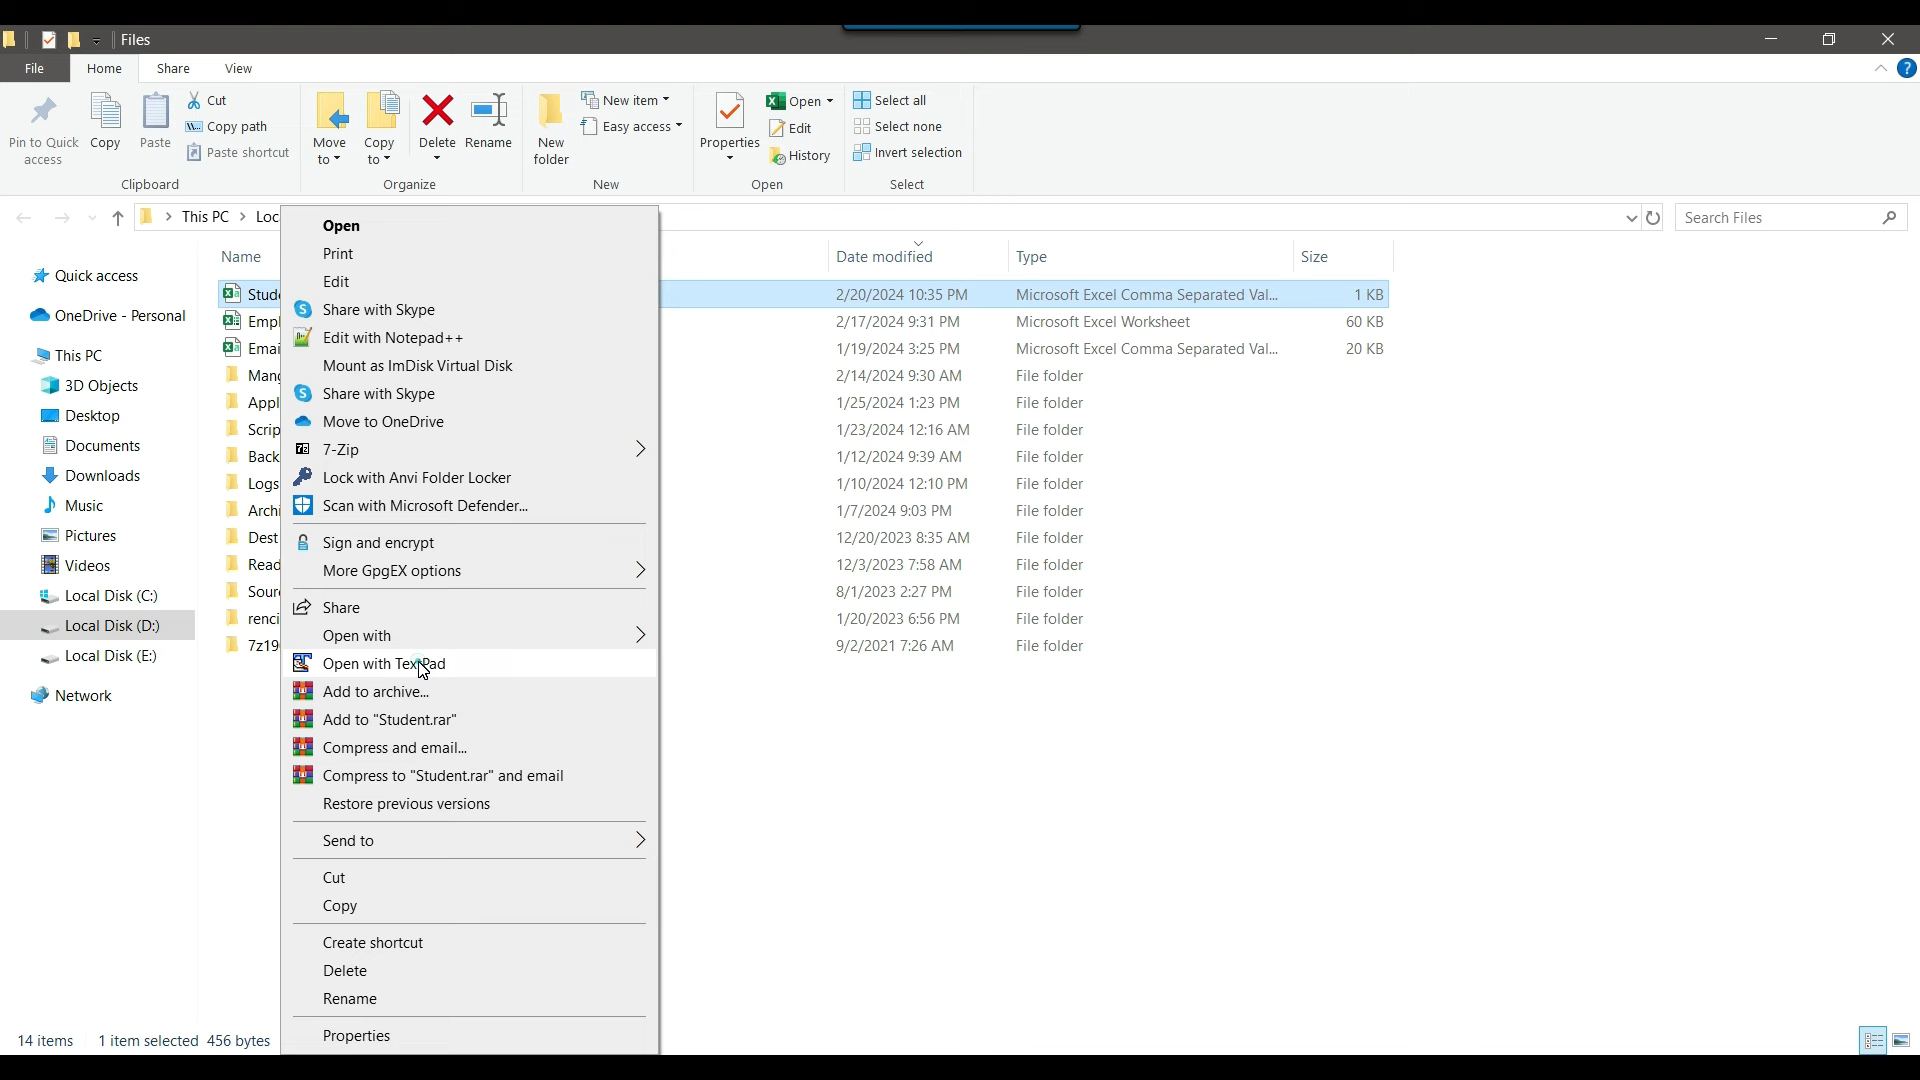 Files
File Home Share View
Pin to Quick access
Copy
Paste
Cut
Copy path
Paste shortcut
Clipboard
Move to
Copy to
Delete
Rename
Organize
New folder
New item
Easy access
New
Properties
Open
Edit
History
Open
Select all
Select none
Invert selection
Select
This PC > Loc
Search Files
Quick access
OneDrive - Personal
This PC
3D Objects
Desktop
Documents
Downloads
Music
Pictures
Videos
Local Disk (C:)
Local Disk (D:)
Local Disk (E:)
Network
Name Date modified Type Size
Stud 2/20/2024 10:35 PM Microsoft Excel Comma Separated Val... 1 KB
Empl 2/17/2024 9:31 PM Microsoft Excel Worksheet 60 KB
Emai 1/19/2024 3:25 PM Microsoft Excel Comma Separated Val... 20 KB
Mang 2/14/2024 9:30 AM File folder
Appl 1/25/2024 1:23 PM File folder
Scrip 1/23/2024 12:16 AM File folder
Back 1/12/2024 9:39 AM File folder
Logs 1/10/2024 12:10 PM File folder
Archi 1/7/2024 9:03 PM File folder
Dest 12/20/2023 8:35 AM File folder
Read 12/3/2023 7:58 AM File folder
Sour 8/1/2023 2:27 PM File folder
renci 1/20/2023 6:56 PM File folder
7z19 9/2/2021 7:26 AM File folder
Open
Print
Edit
Share with Skype
Edit with Notepad++
Mount as ImDisk Virtual Disk
Share with Skype
Move to OneDrive
7-Zip
Lock with Anvi Folder Locker
Scan with Microsoft Defender...
Sign and encrypt
More GpgEX options
Share
Open with
Open with TextPad
Add to archive...
Add to "Student.rar"
Compress and email...
Compress to "Student.rar" and email
Restore previous versions
Send to
Cut
Copy
Create shortcut
Delete
Rename
Properties
14 items 1 item selected 456 bytes